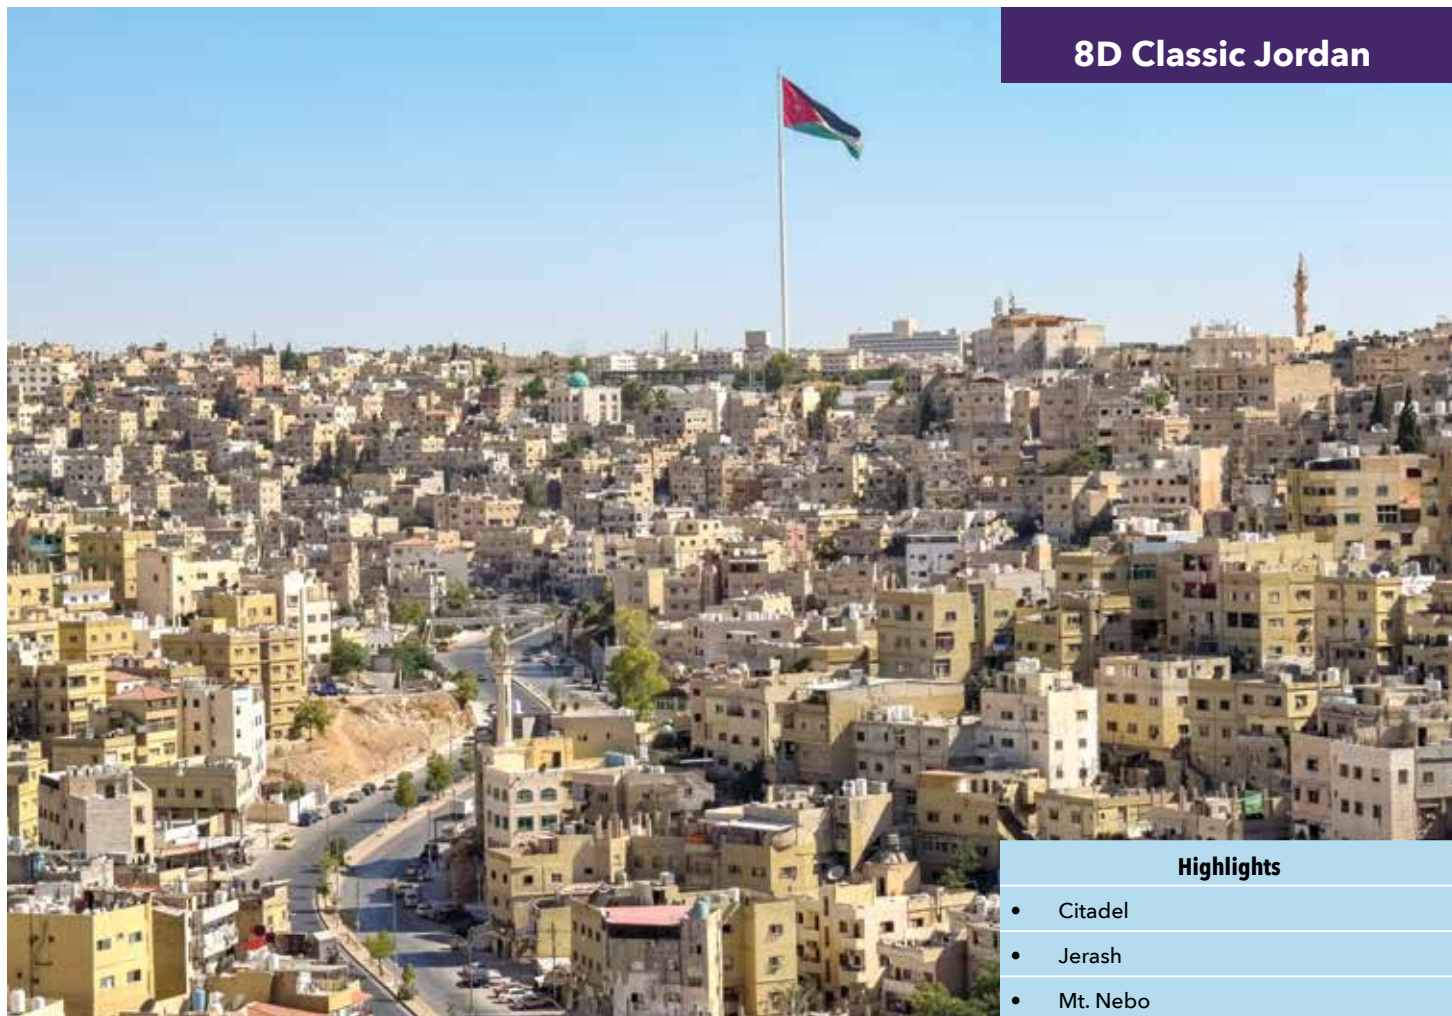 8D Classic Jordan
Highlights
• Citadel
• Jerash
• Mt. Nebo